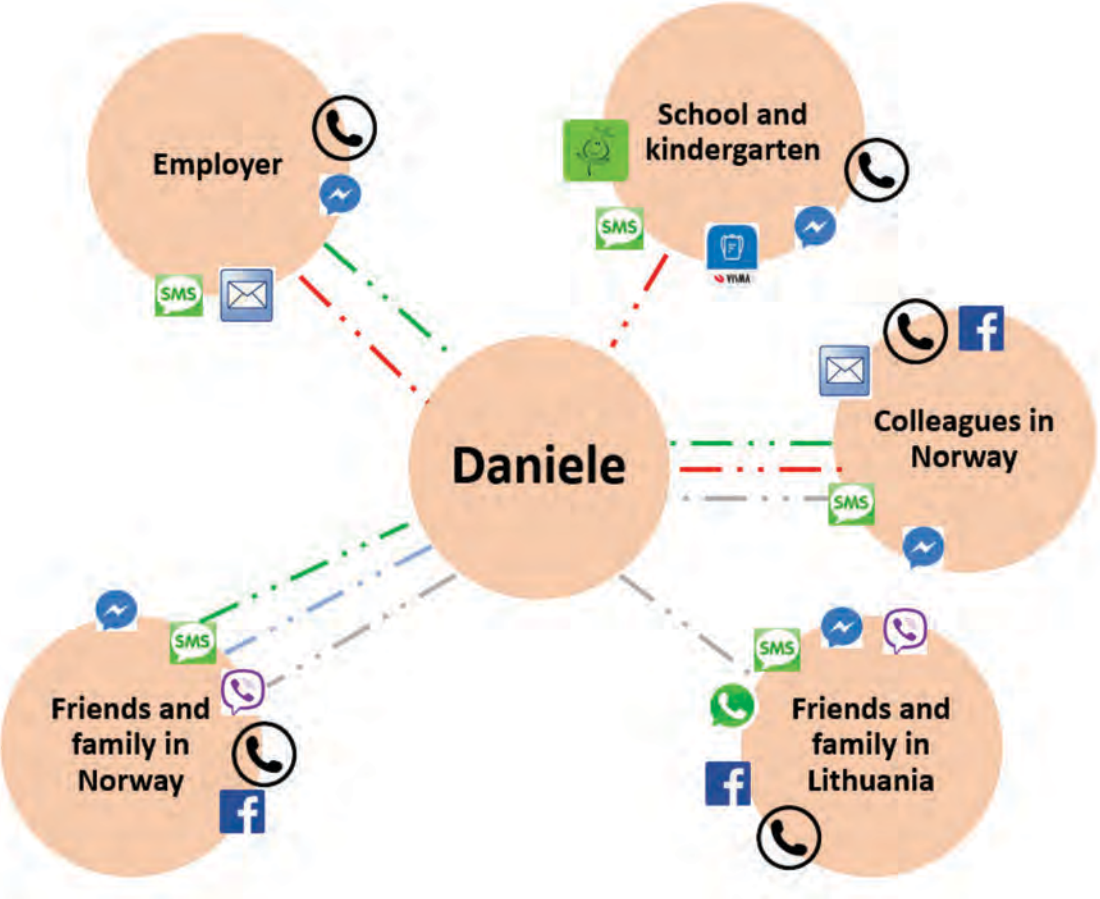 Employer
SMS
School and
kindergarten
SMS
VISMA
Colleagues in
Norway
SMS
Daniele
SMS
Friends and
family in
Norway
SMS
Friends and
family in
Lithuania